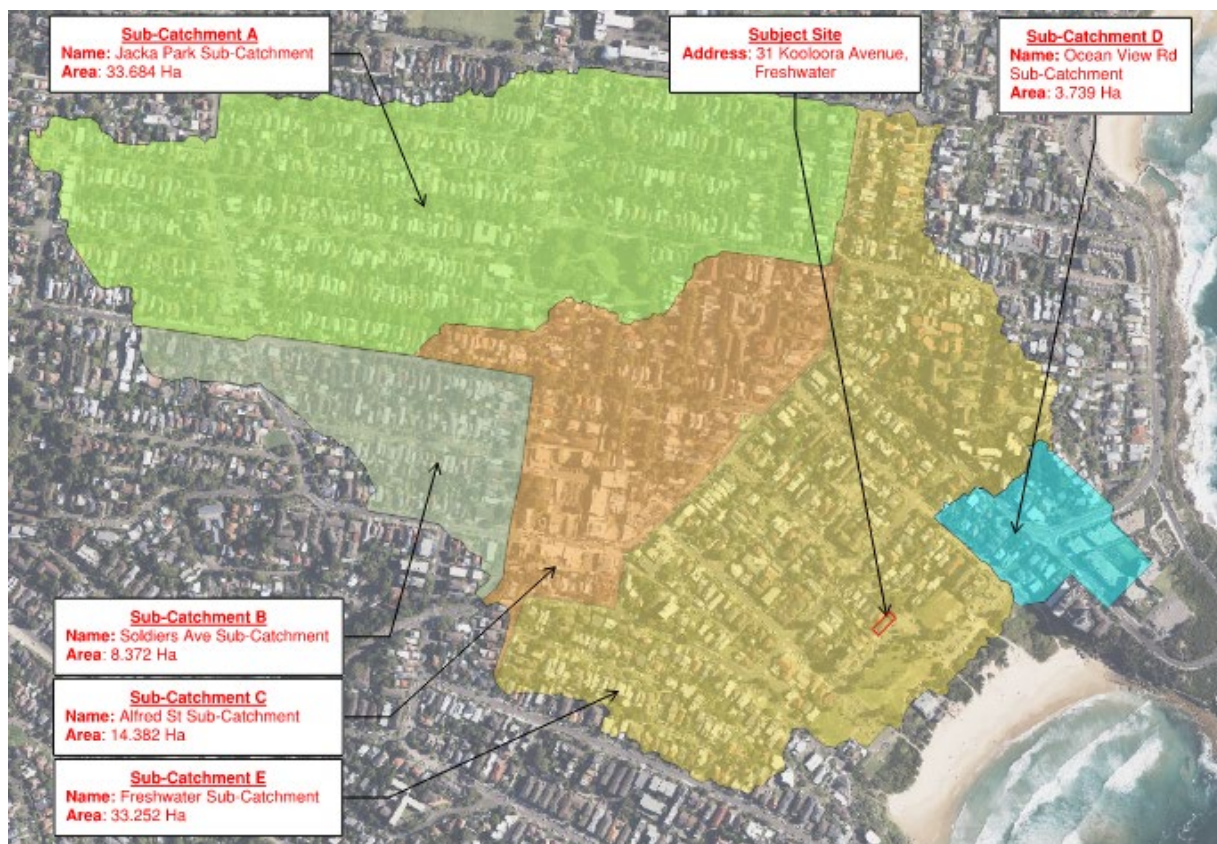 Sub-Catchment A
Name: Jacka Park Sub-Catchment
Area: 33.684 Ha
Subject Site
Address: 31 Kooloora Avenue,
Freshwater
Sub-Catchment D
Name: Ocean View Rd
Sub-Catchment
Area: 3.739 Ha
Sub-Catchment B
Name: Soldiers Ave Sub-Catchment
Area: 8.372 Ha
Sub-Catchment C
Name: Alfred St Sub-Catchment
Area: 14.382 Ha
Sub-Catchment E
Name: Freshwater Sub-Catchment
Area: 33.252 Ha